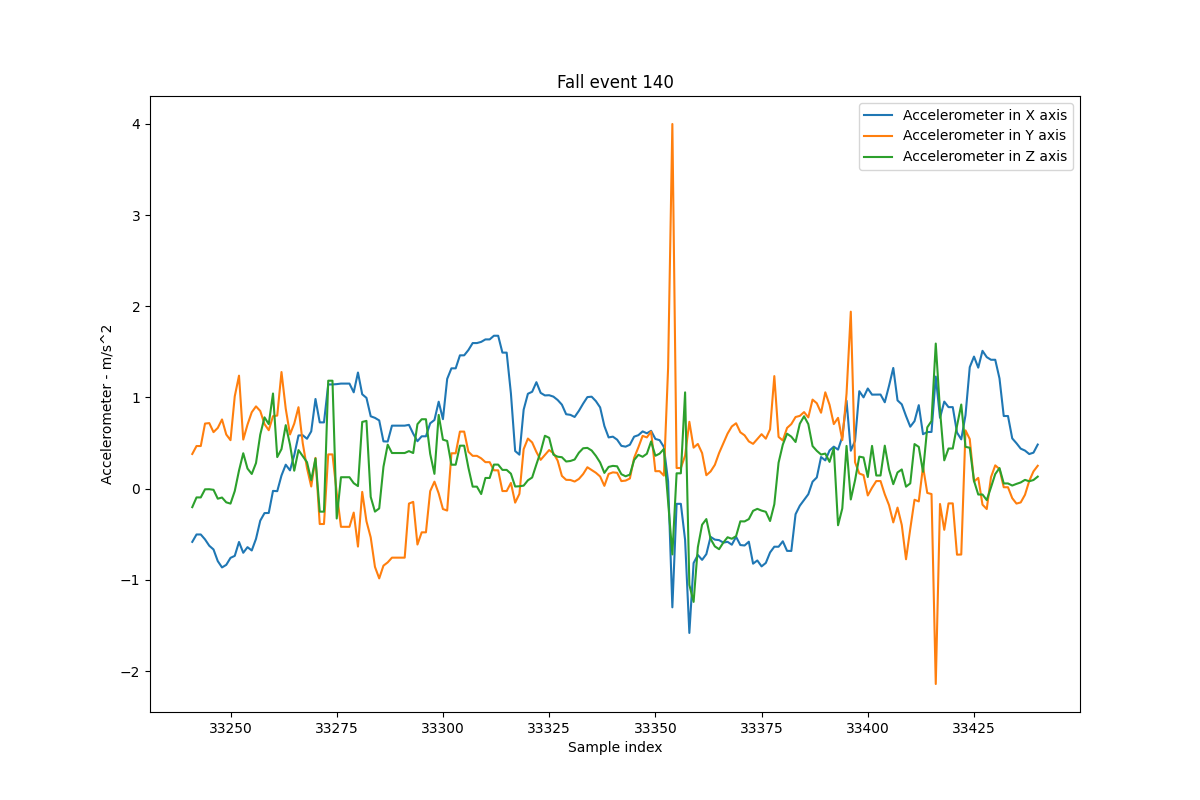 Fall event 140
Accelerometer in X axis
Accelerometer in Y axis
Accelerometer in Z axis
4
3
2
1
0
−1
−2
Accelerometer - m/s^2
33250 33275 33300 33325 33350 33375 33400 33425
Sample index